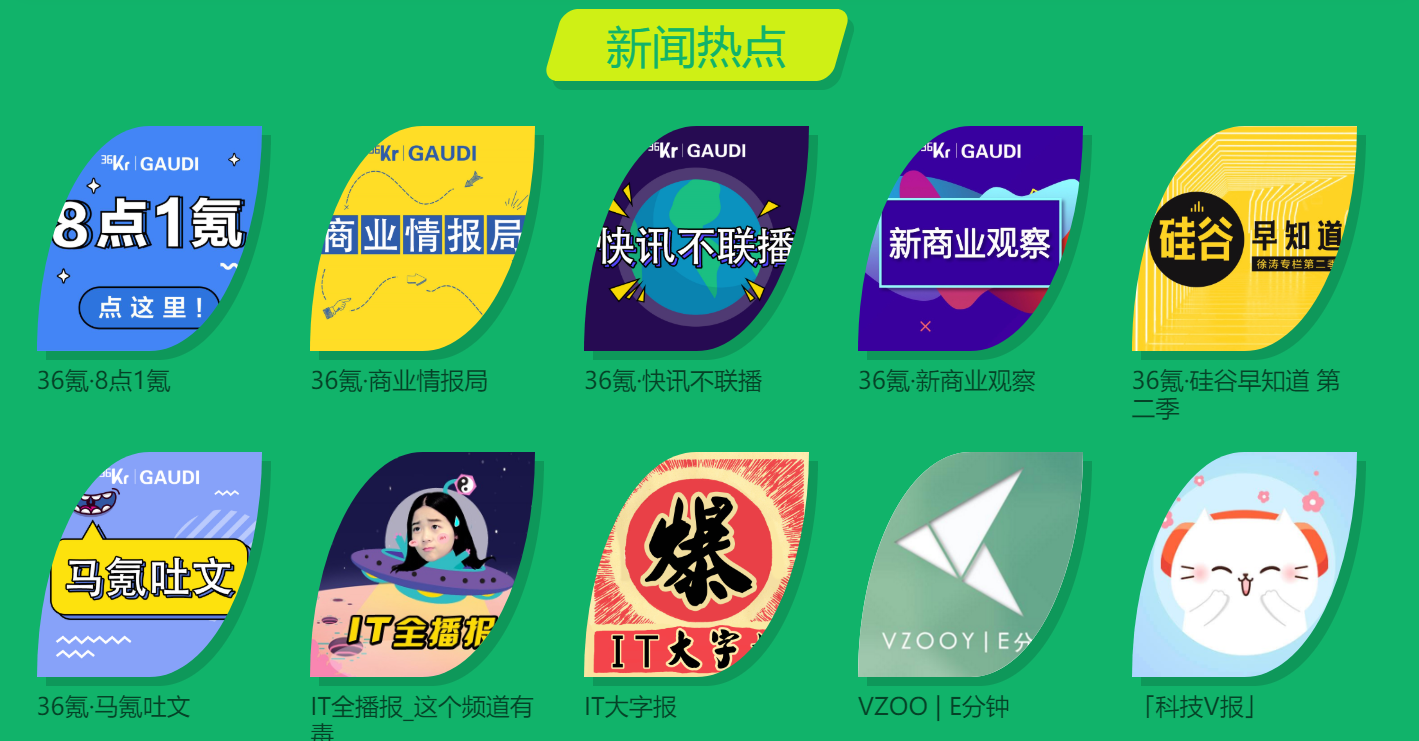 新闻热点
36Kr | GAUDI
8点1氪
点这里!
36Kr | GAUDI
商业情报局
36Kr | GAUDI
快讯不联播
36Kr | GAUDI
新商业观察
硅谷
早知道
徐涛专栏第二季
36氪·8点1氪
36氪·商业情报局
36氪·快讯不联播
36氪·新商业观察
36氪·硅谷早知道 第
二季
36Kr | GAUDI
马氪吐文
IT全播报
爆
IT大字
VZOOY | E分
36氪·马氪吐文
IT全播报_这个频道有
毒
IT大字报
VZOO | E分钟
「科技V报」